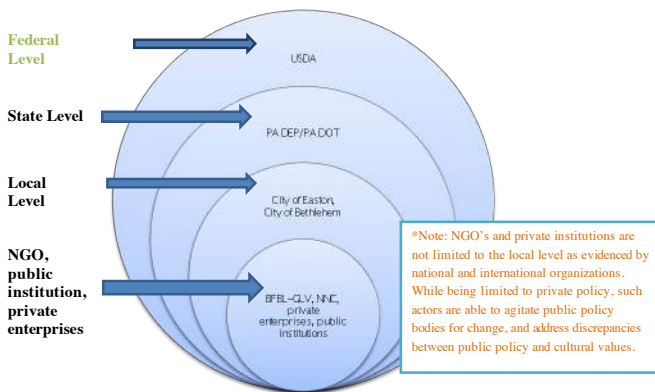 Federal
Level
USDA
State Level
PA DEP/PA DOT
Local
Level
City of Easton,
City of Bethlehem
NGO,
public
institution,
private
enterprises
BFBL-GLV, NNC,
private
enterprises, public
institutions
*Note: NGO's and private institutions are
not limited to the local level as evidenced by
national and international organizations.
While being limited to private policy, such
actors are able to agitate public policy
bodies for change, and address discrepancies
between public policy and cultural values.